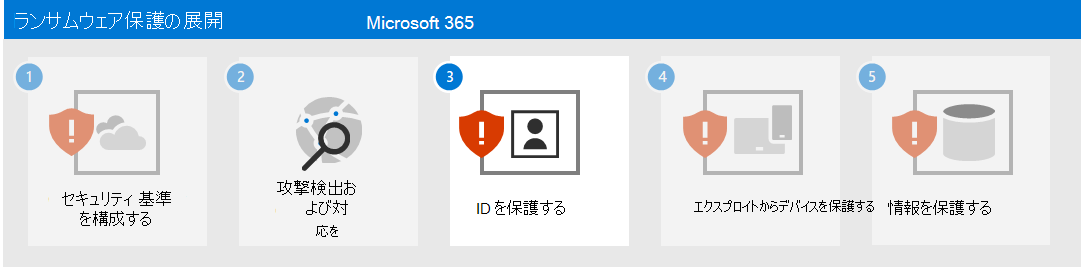 ランサムウェア保護の展開
Microsoft 365
1
2
3
4
5
セキュリティ 基準
を構成する
攻撃検出お
よび対
応を
IDを保護する
エクスプロイトからデバイスを保護する
情報を保護する